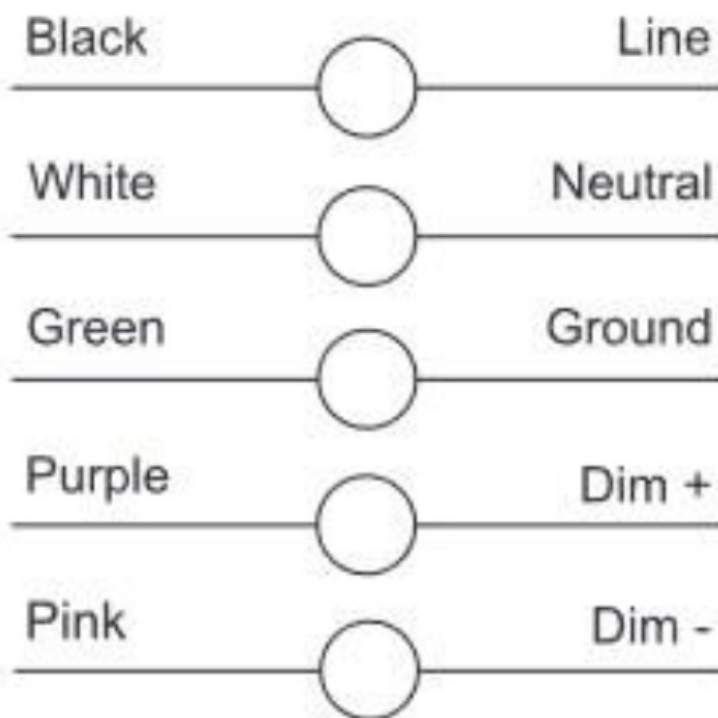 Black Line
White Neutral
Green Ground
Purple Dim +
Pink Dim -